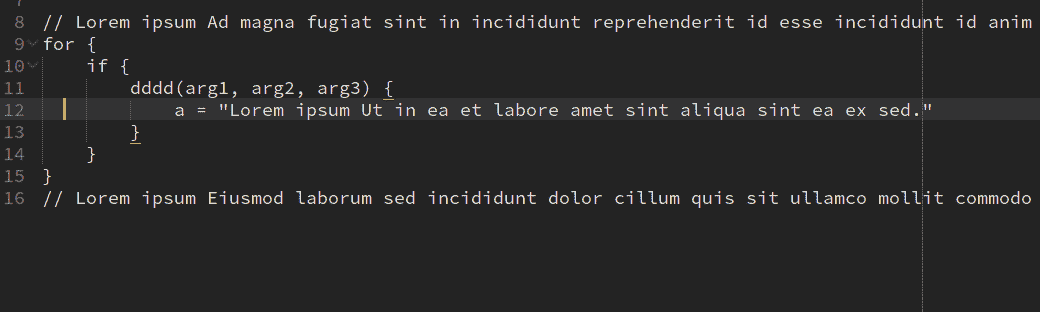 8 // Lorem ipsum Ad magna fugiat sint in incididunt reprehenderit id esse incididunt id anim
9 for {
10     if {
11         dddd(arg1, arg2, arg3) {
12             a = "Lorem ipsum Ut in ea et labore amet sint aliqua sint ea ex sed."
13         }
14     }
15 }
16 // Lorem ipsum Eiusmod laborum sed incididunt dolor cillum quis sit ullamco mollit commodo